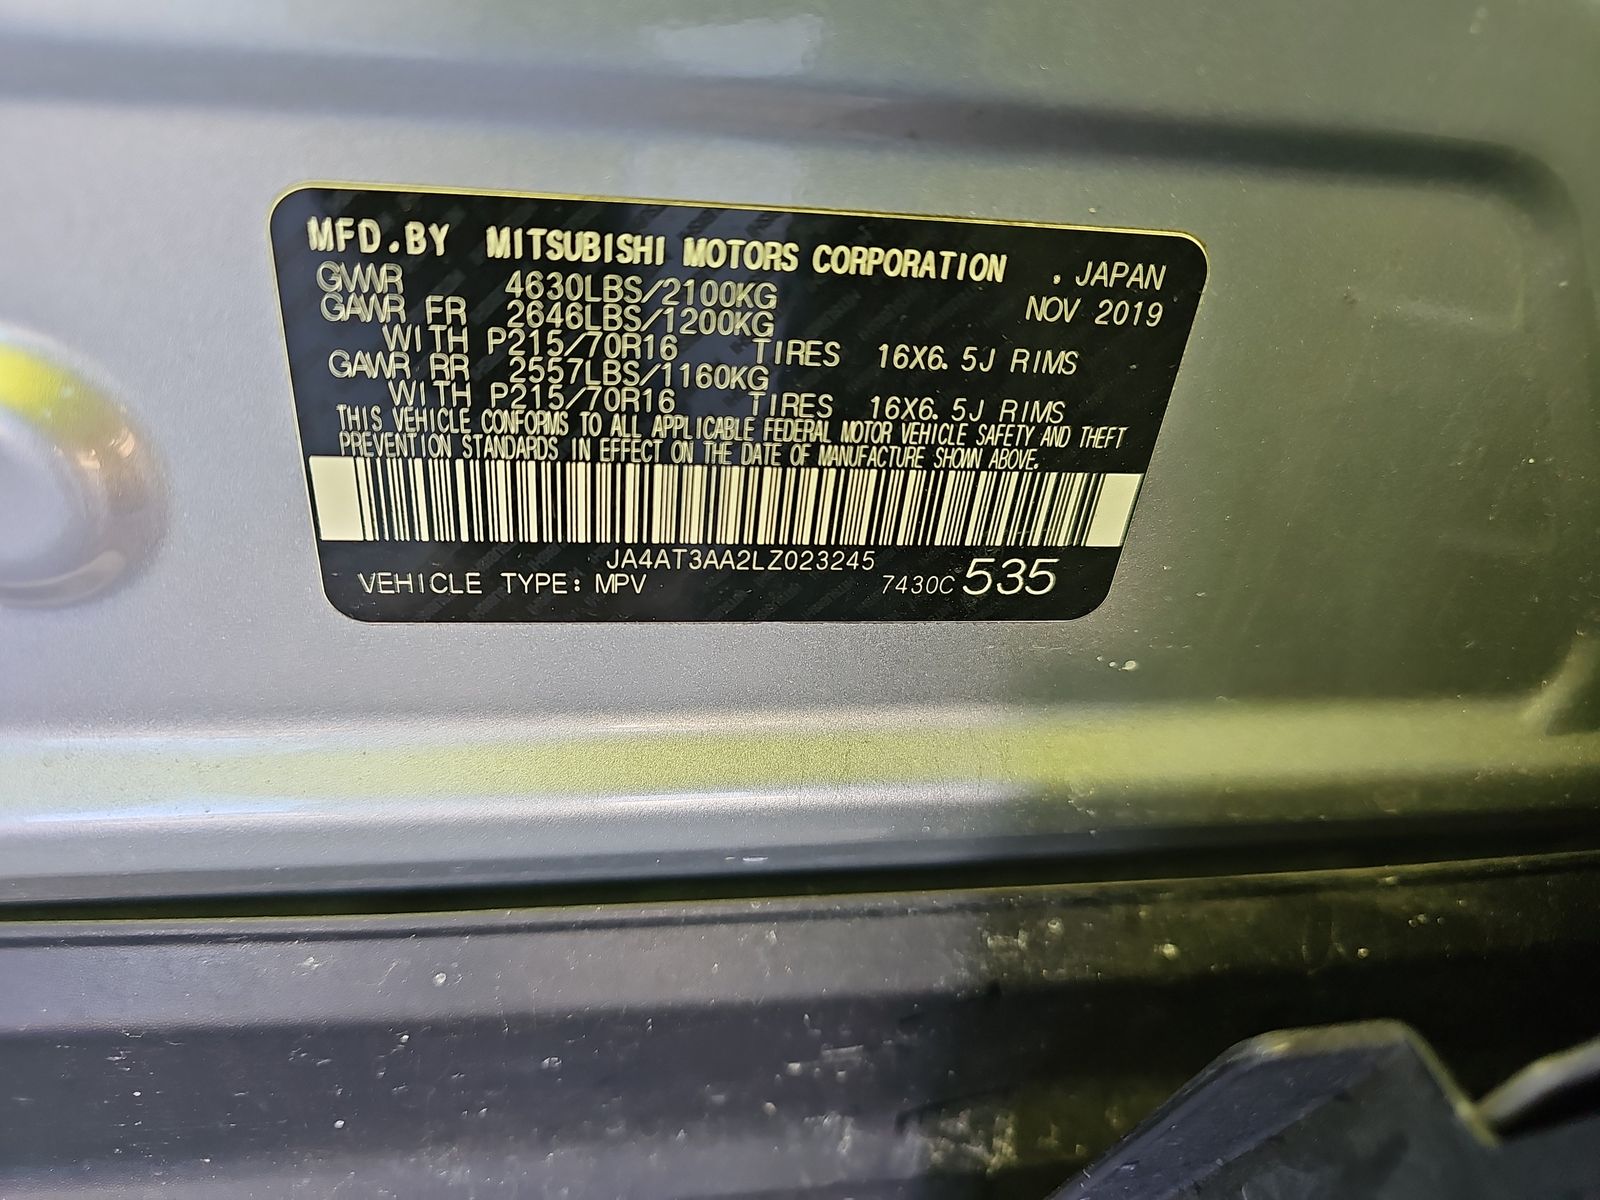 MFD.BY MITSUBISHI MOTORS CORPORATION , JAPAN
GVWR 4630LBS/2100KG NOV 2019
GAWR FR 2646LBS/1200KG
WITH P215/70R16 TIRES 16X6.5J RIMS
GAWR RR 2557LBS/1160KG
WITH P215/70R16 TIRES 16X6.5J RIMS
THIS VEHICLE CONFORMS TO ALL APPLICABLE FEDERAL MOTOR VEHICLE SAFETY AND THEFT
PREVENTION STANDARDS IN EFFECT ON THE DATE OF MANUFACTURE SHOWN ABOVE.
JA4AT3AA2LZ023245
VEHICLE TYPE: MPV 7430C 535